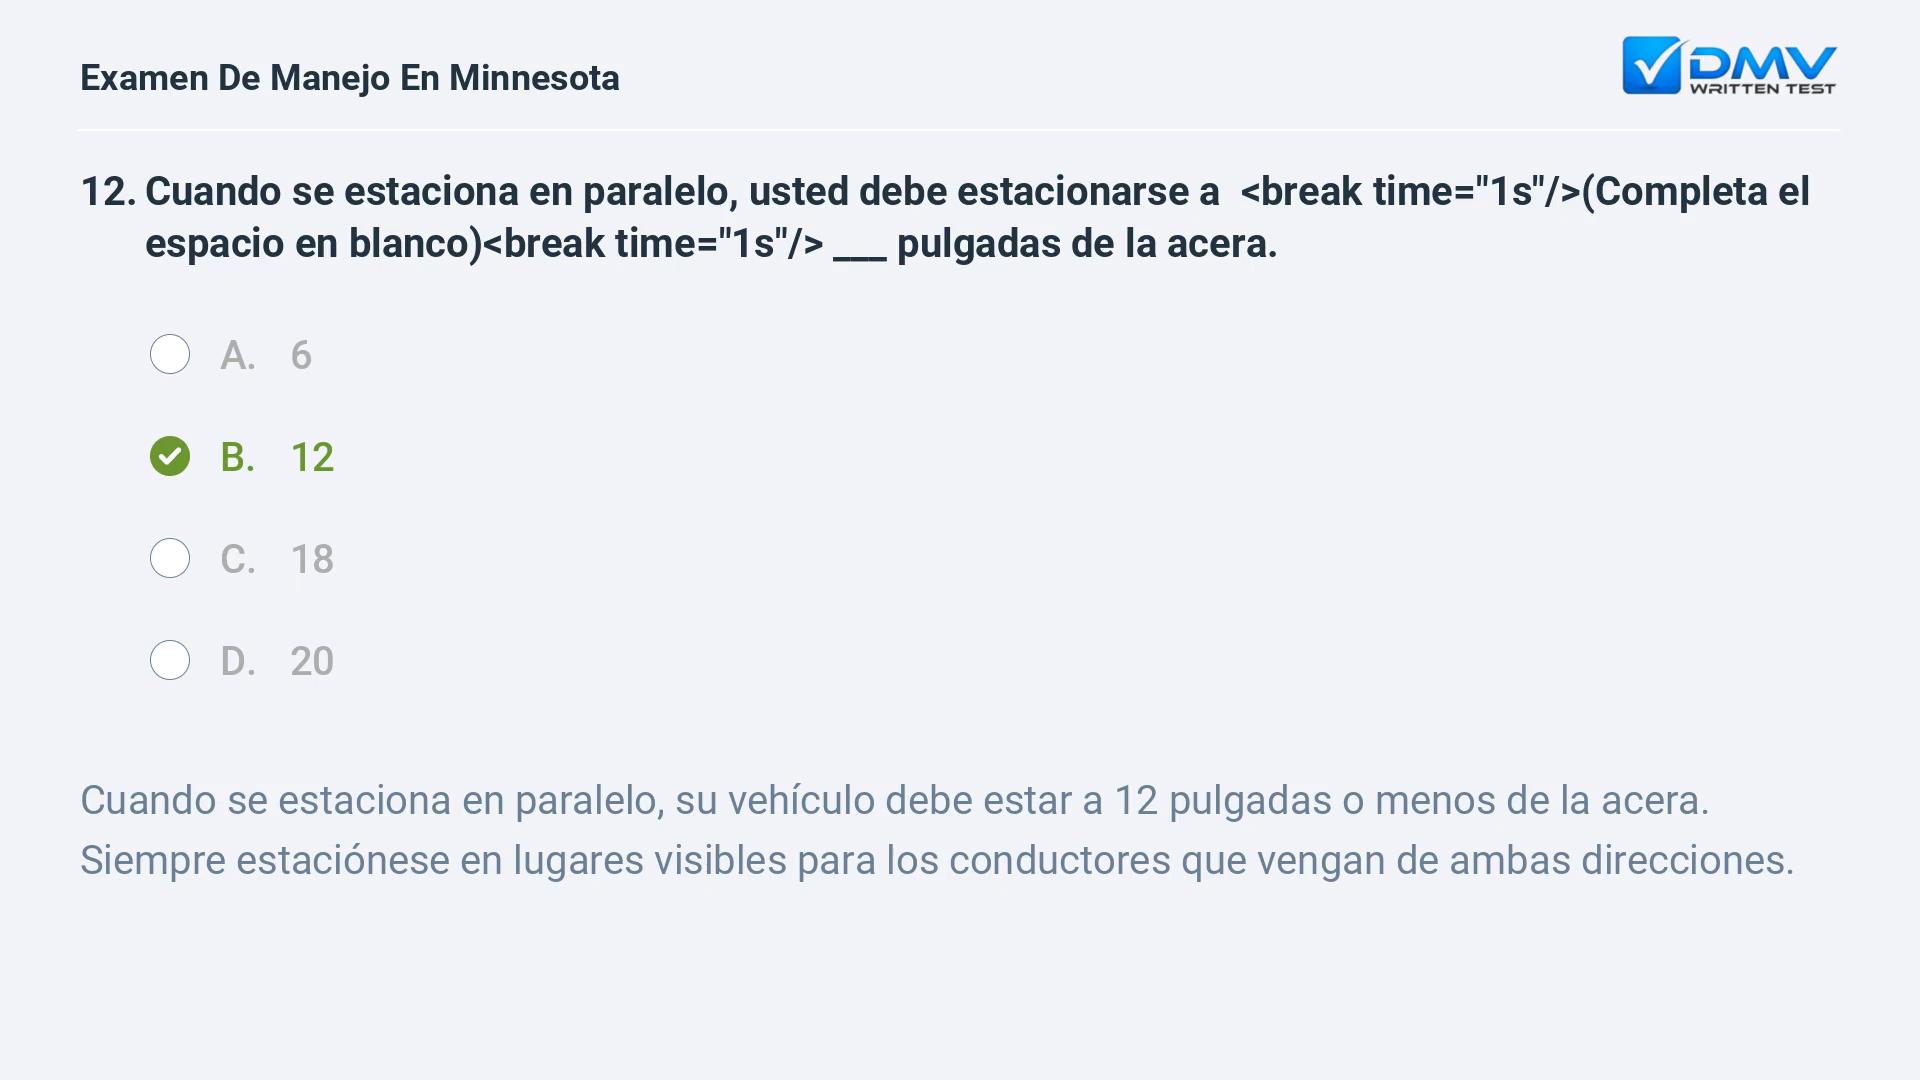 Examen De Manejo En Minnesota
DMV
WRITTEN TEST
12. Cuando se estaciona en paralelo, usted debe estacionarse a  <break time="1s"/>(Completa el
espacio en blanco)<break time="1s"/> ___ pulgadas de la acera.
A. 6
B. 12
C. 18
D. 20
Cuando se estaciona en paralelo, su vehículo debe estar a 12 pulgadas o menos de la acera.
Siempre estaciónese en lugares visibles para los conductores que vengan de ambas direcciones.